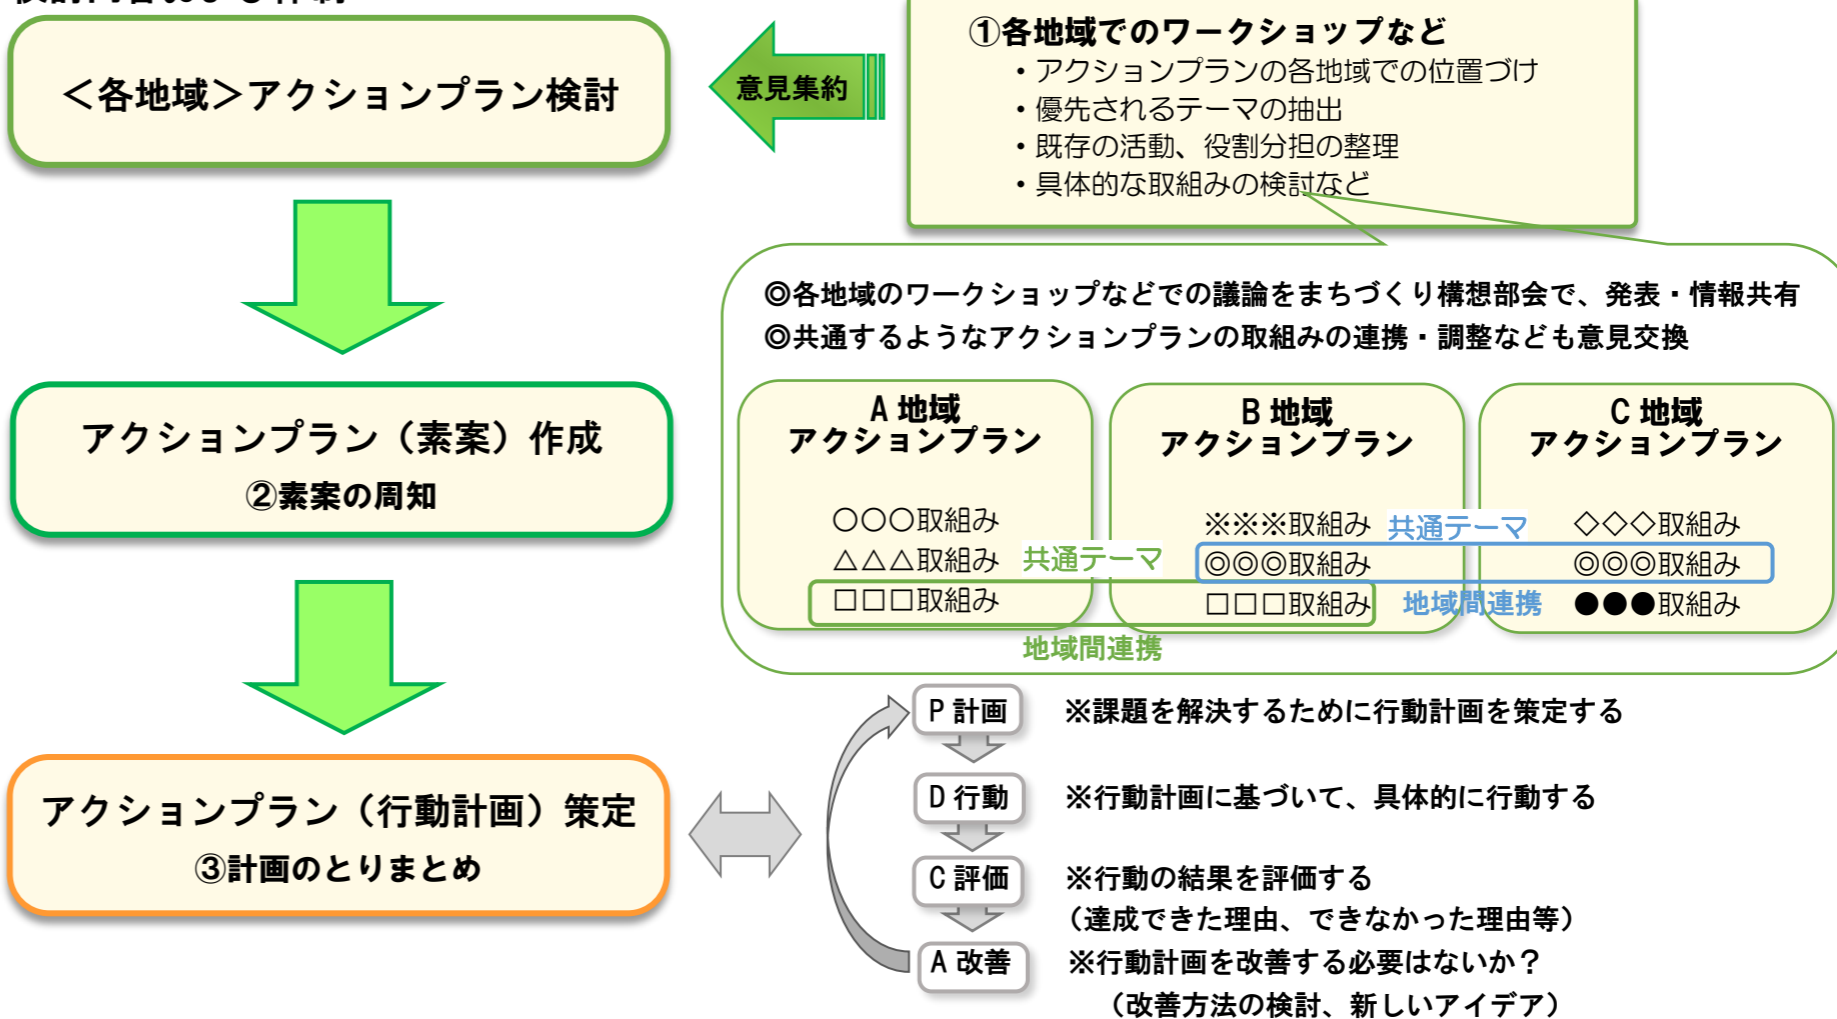 ＜各地域＞アクションプラン検討
意見集約
①各地域でのワークショップなど
・アクションプランの各地域での位置づけ
・優先されるテーマの抽出
・既存の活動、役割分担の整理
・具体的な取組みの検討など
◎各地域のワークショップなどでの議論をまちづくり構想部会で、発表・情報共有
◎共通するようなアクションプランの取組みの連携・調整なども意見交換
アクションプラン（素案）作成
②素案の周知
A 地域
アクションプラン
○○○取組み
△△△取組み
□□□取組み
B 地域
アクションプラン
※※※取組み
◎◎◎取組み
□□□取組み
C 地域
アクションプラン
◇◇◇取組み
◎◎◎取組み
●●●取組み
共通テーマ
地域間連携
共通テーマ
地域間連携
アクションプラン（行動計画）策定
③計画のとりまとめ
P 計画
※課題を解決するために行動計画を策定する
D 行動
※行動計画に基づいて、具体的に行動する
C 評価
※行動の結果を評価する
（達成できた理由、できなかった理由等）
A 改善
※行動計画を改善する必要はないか？
（改善方法の検討、新しいアイデア）